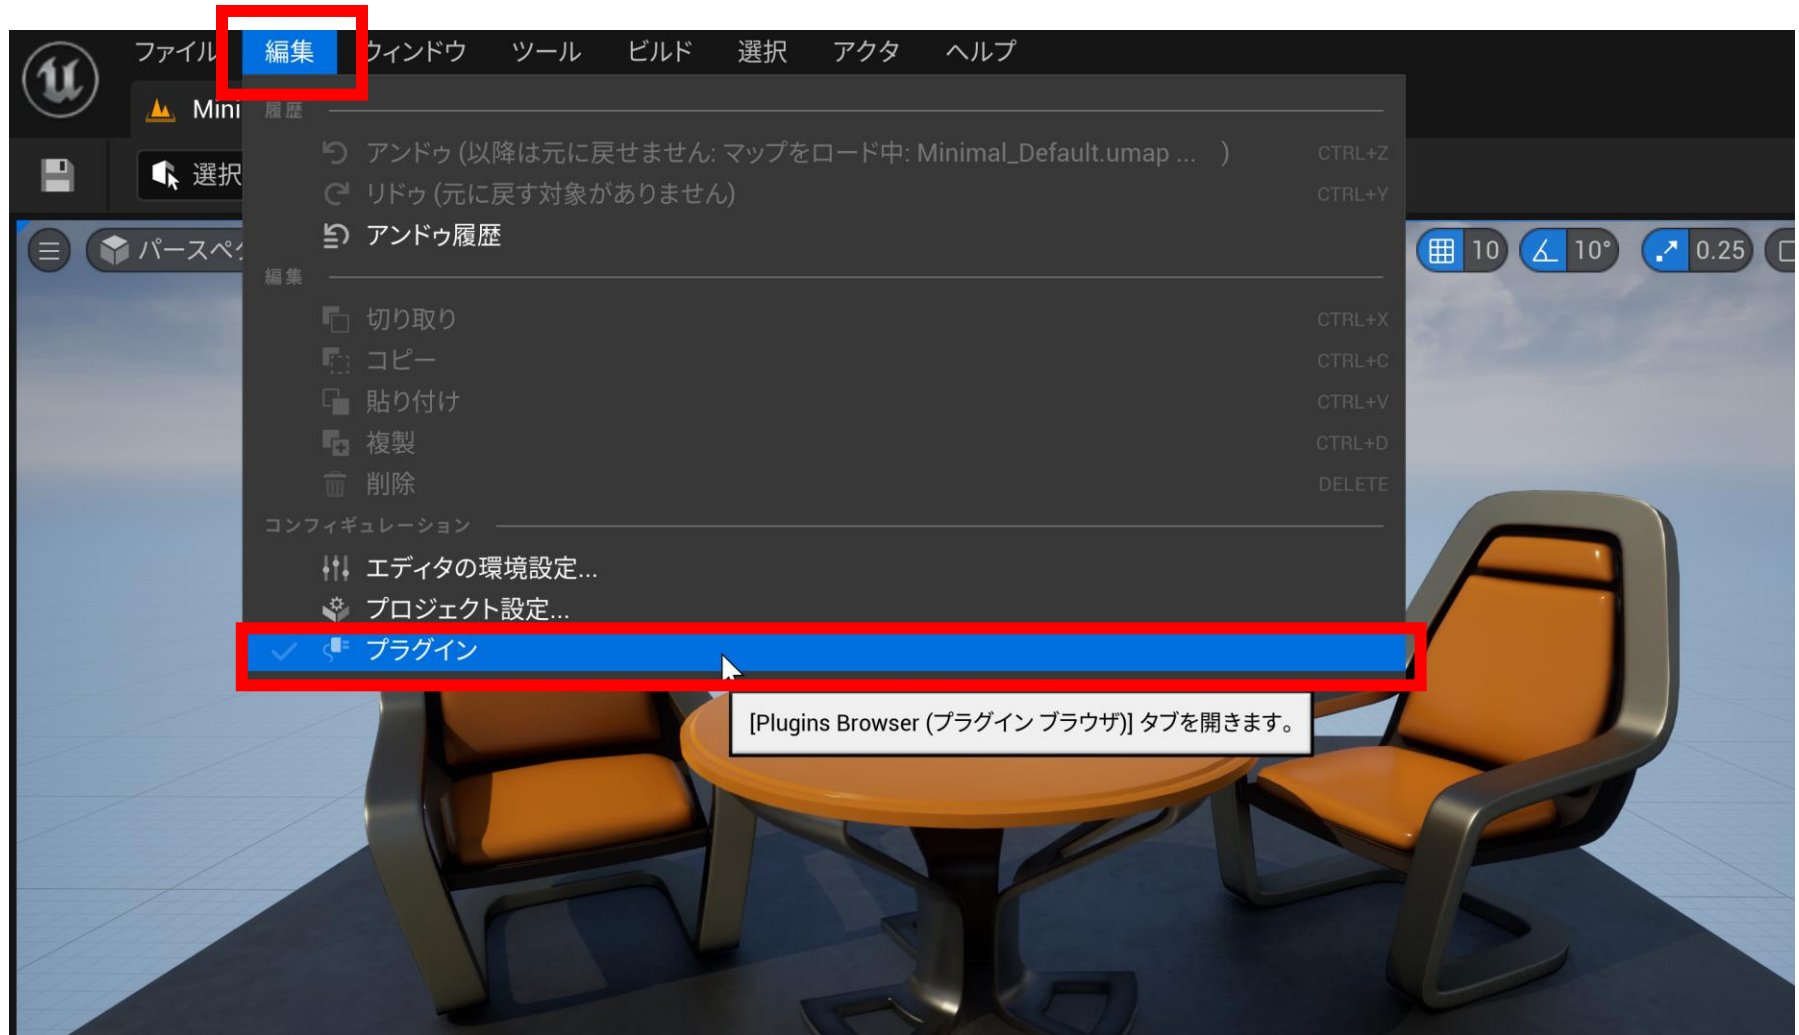 ファイル 編集 ウィンドウ ツール ビルド 選択 アクタ ヘルプ
Mini
履歴
アンドゥ (以降は元に戻せません: マップをロード中: Minimal_Default.umap ... ) CTRL+Z
選択
リドゥ (元に戻す対象がありません) CTRL+Y
アンドゥ履歴
パースペク
10 10° 0.25
編集
切り取り CTRL+X
コピー CTRL+C
貼り付け CTRL+V
複製 CTRL+D
削除 DELETE
コンフィギュレーション
エディタの環境設定...
プロジェクト設定...
プラグイン
[Plugins Browser (プラグイン ブラウザ)] タブを開きます。